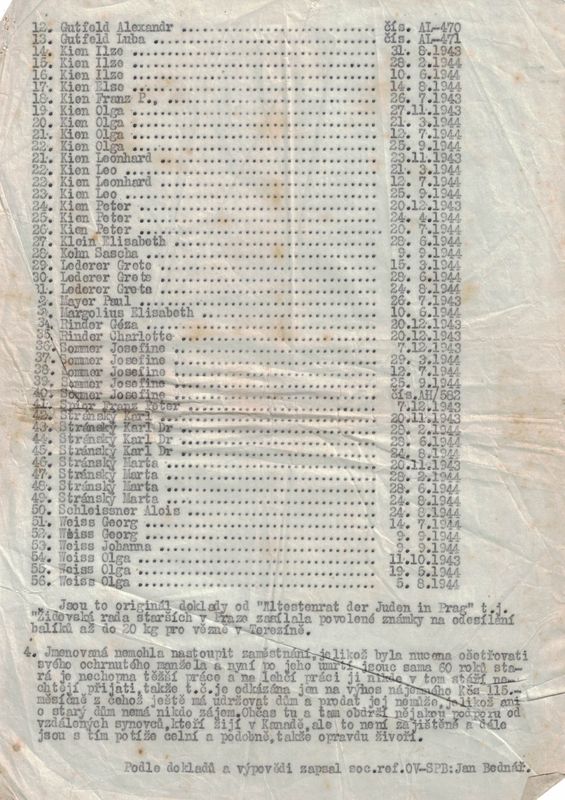 12. Gutfeld Alexandr .......... čís. AL-470
13. Gutfeld Luba .......... čís. AL-471
14. Kien Ilze .......... 31. 8.1943
15. Kien Ilze .......... 28. 2.1944
16. Kien Ilze .......... 10. 6.1944
17. Kien Else .......... 14. 8.1944
18. Kien Franz P., .......... 26. 7.1943
19. Kien Olga .......... 27.11.1943
20. Kien Olga .......... 21. 3.1944
21. Kien Olga .......... 12. 7.1944
22. Kien Olga .......... 25. 9.1944
21. Kien Leonhard .......... 23.11.1943
22. Kien Leo .......... 21. 3.1944
22. Kien Leonhard .......... 12. 7.1944
23. Kien Leo .......... 25. 9.1944
24. Kien Peter .......... 20.12.1943
25. Kien Peter .......... 24. 4.1944
26. Kien Peter .......... 20. 7.1944
27. Klein Elisabeth .......... 28. 6.1944
28. Kohn Sascha .......... 9. 9.1944
29. Lederer Grete .......... 15. 3.1944
30. Lederer Grete .......... 28. 6.1944
31. Lederer Grete .......... 24. 8.1944
2. Mayer Paul .......... 26. 7.1943
3. Margolius Elisabeth .......... 10. 6.1944
34. Rinder Géza .......... 20.12.1943
35. Rinder Charlotte .......... 20.12.1943
36. Sommer Josefine .......... 7.12.1943
37. Sommer Josefine .......... 29. 3.1944
38. Sommer Josefine .......... 12. 7.1944
39. Sommer Josefine .......... 25. 9.1944
40. Sommer Josefine .......... čís.AH/582
41. Spier Franz Peter .......... 7.12.1943
42. Stránský Karl .......... 20.11.1943
43. Stránský Karl Dr .......... 28. 2.1944
44. Stránský Karl Dr .......... 28. 6.1944
45. Stránský Karl Dr .......... 24. 8.1944
46. Stránský Marta .......... 20.11.1943
47. Stránský Marta .......... 28. 2.1944
48. Stránský Marta .......... 28. 6.1944
49. Stránský Marta .......... 24. 8.1944
50. Schleissner Alois .......... 24. 8.1944
51. Weiss Georg .......... 14. 7.1944
52. Weiss Georg .......... 9. 9.1944
53. Weiss Johanna .......... 9. 9.1944
54. Weiss Olga .......... 11.10.1943
55. Weiss Olga .......... 19. 5.1944
56. Weiss Olga .......... 5. 8.1944
Jsou to originál doklady od "Altestenrat der Juden in Prag" t.j.
Židovská rada starších v Praze zasílala povolené známky na odesílání
balíků až do 20 kg pro vězně v Terezíně.
4. Jmenovaná nemohla nastoupit zaměstnání, jelikož byla nucena ošetřovati
svého ochrnutého manžela a nyní po jeho úmrtí, jsouc sama 60 roků sta-
rá je nechopna těžší práce a na lehčí práci ji nikde v tom stáří ne-
chtějí přijati, takže t.č. je odkázána jen na výnos nájemného Kčs 115.-
měsíčně z čehož ještě má udržovat dům a prodat jej nemůže, jelikož ani
o starý dům nemá nikdo zájem. Občas tu a tam obdrží nějakou podporu od
vzdálených synovců, kteří žijí v Kanadě, ale to není zajištěné a dále
jsou s tím potíže celní a podobně, takže opravdu živoří.
Podle dokladů a výpovědí zapsal soc.ref.OV-SPB: Jan Bednář.